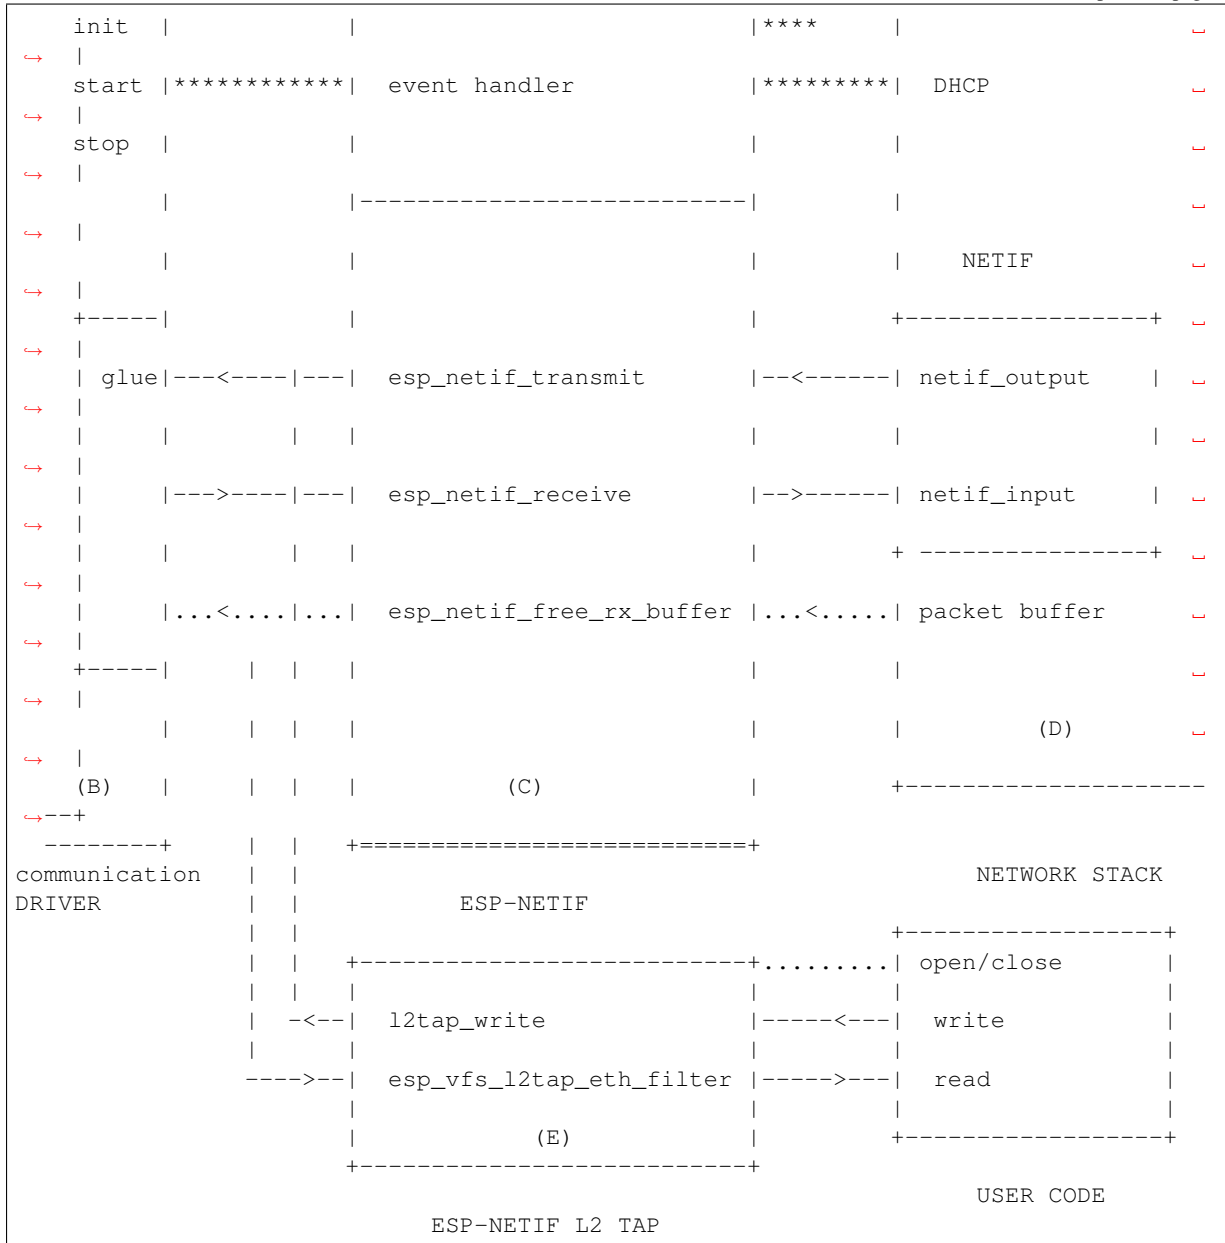 init  |            |                           |****     |                    ␣
↪  |
start |************|  event handler            |*********|  DHCP              ␣
↪  |
stop  |            |                           |         |                    ␣
↪  |
      |            |---------------------------|         |                    ␣
↪  |
      |            |                           |         |    NETIF           ␣
↪  |
+-----|            |                           |         +-----------------+  ␣
↪  |
| glue|---<----|---|  esp_netif_transmit       |--<------| netif_output    |  ␣
↪  |
|     |        |   |                           |         |                 |  ␣
↪  |
|     |--->----|---|  esp_netif_receive        |-->------| netif_input     |  ␣
↪  |
|     |        |   |                           |         + ----------------+  ␣
↪  |
|     |...<....|...|  esp_netif_free_rx_buffer |...<.....| packet buffer      ␣
↪  |
+-----|     |  |   |                           |         |                    ␣
↪  |
      |     |  |   |                           |         |         (D)        ␣
↪  |
(B)   |     |  |   |          (C)              |         +---------------------
↪--+
--------+     |  |   +===========================+
communication   |  |                                               NETWORK STACK
DRIVER          |  |           ESP-NETIF
                |  |                                         +------------------+
                |  |   +---------------------------+.........| open/close       |
                |  |   |                           |         |                  |
                |  -<--|  l2tap_write              |-----<---|  write           |
                |      |                           |         |                  |
                ---->--|  esp_vfs_l2tap_eth_filter |----->---|  read            |
                       |                           |         |                  |
                       |            (E)            |         +------------------+
                       +---------------------------+
                                                                   USER CODE
                             ESP-NETIF L2 TAP